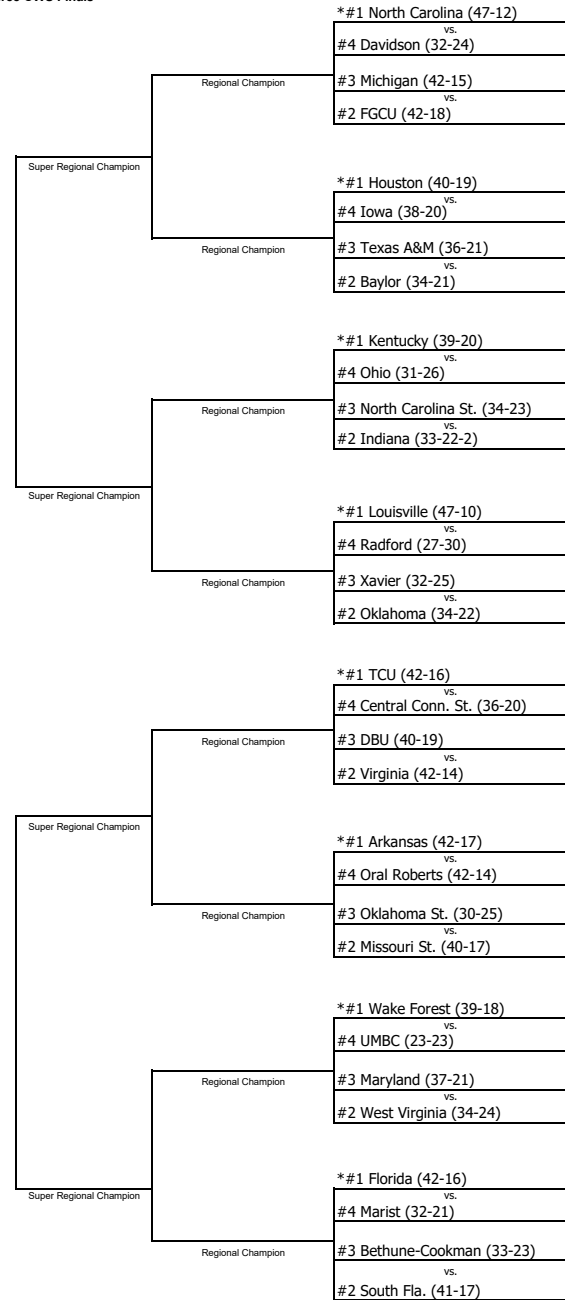 *#1 North Carolina (47-12)
vs.
#4 Davidson (32-24)
#3 Michigan (42-15)
vs.
#2 FGCU (42-18)
Regional Champion
Super Regional Champion
*#1 Houston (40-19)
vs.
#4 Iowa (38-20)
#3 Texas A&M (36-21)
vs.
#2 Baylor (34-21)
Regional Champion
*#1 Kentucky (39-20)
vs.
#4 Ohio (31-26)
#3 North Carolina St. (34-23)
vs.
#2 Indiana (33-22-2)
Regional Champion
Super Regional Champion
*#1 Louisville (47-10)
vs.
#4 Radford (27-30)
#3 Xavier (32-25)
vs.
#2 Oklahoma (34-22)
Regional Champion
*#1 TCU (42-16)
vs.
#4 Central Conn. St. (36-20)
#3 DBU (40-19)
vs.
#2 Virginia (42-14)
Regional Champion
Super Regional Champion
*#1 Arkansas (42-17)
vs.
#4 Oral Roberts (42-14)
#3 Oklahoma St. (30-25)
vs.
#2 Missouri St. (40-17)
Regional Champion
*#1 Wake Forest (39-18)
vs.
#4 UMBC (23-23)
#3 Maryland (37-21)
vs.
#2 West Virginia (34-24)
Regional Champion
Super Regional Champion
*#1 Florida (42-16)
vs.
#4 Marist (32-21)
#3 Bethune-Cookman (33-23)
vs.
#2 South Fla. (41-17)
Regional Champion